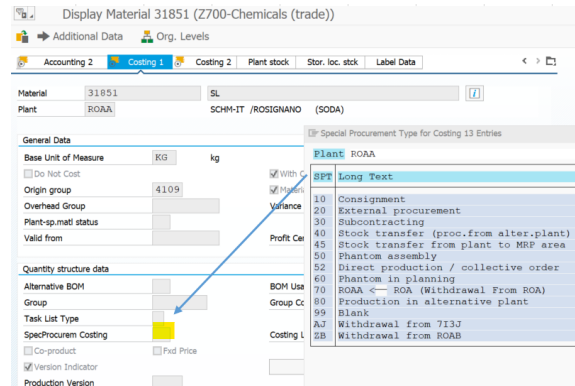 Display Material 31851 (Z700-Chemicals (trade))
Additional Data Org. Levels
Accounting 2 Costing 1 Costing 2 Plant stock Stor. loc. stck Label Data
Material 31851 SL
Plant ROAA SCHM-IT /ROSIGNANO (SODA)
General Data
Base Unit of Measure KG kg
Do Not Cost With
Origin group 4109
Overhead Group Variance
Plant-sp.matl status
Valid from Profit Cen
Quantity structure data
Alternative BOM BOM Usa
Group Group Co
Task List Type
SpecProcurem Costing Costing L
Co-product Fxd Price
Version Indicator
Production Version
Special Procurement Type for Costing 13 Entries
Plant ROAA
SPT Long Text
10 Consignment
20 External procurement
30 Subcontracting
40 Stock transfer (proc.from alter.plant)
45 Stock transfer from plant to MRP area
50 Phantom assembly
52 Direct production / collective order
60 Phantom in planning
70 ROAA <— ROA (Withdrawal From ROA)
80 Production in alternative plant
99 Blank
AJ Withdrawal from 7I3J
ZB Withdrawal from ROAB